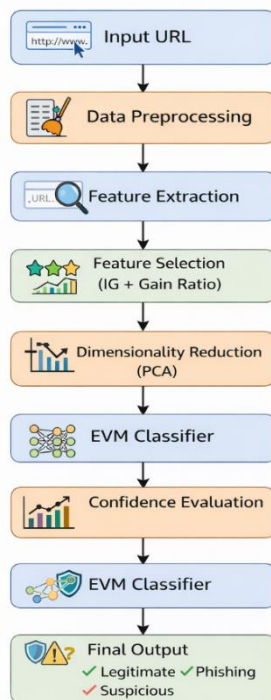 http://www.
Input URL
Data Preprocessing
URL..
Feature Extraction
Feature Selection
(IG + Gain Ratio)
Dimensionality Reduction
(PCA)
EVM Classifier
Confidence Evaluation
EVM Classifier
Final Output
✓ Legitimate ✓ Phishing
✓ Suspicious